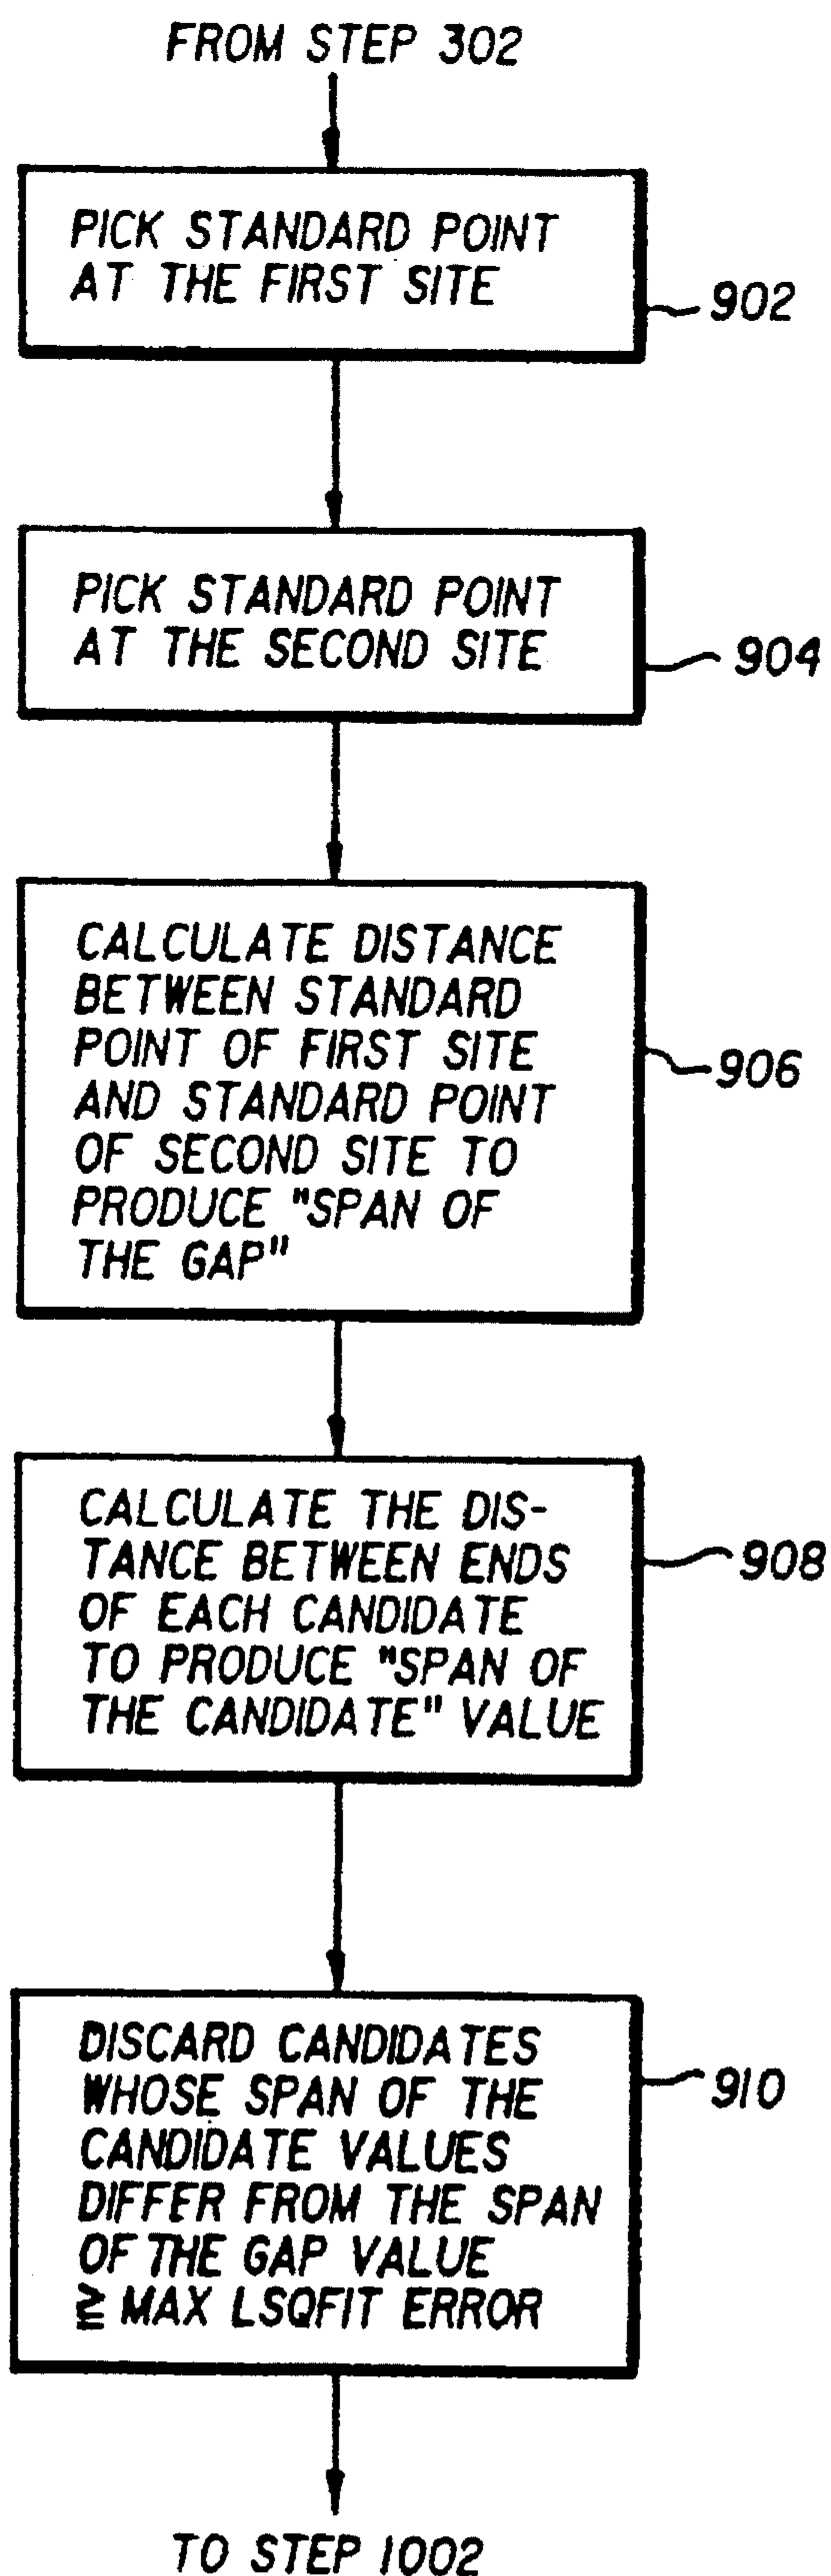 FROM STEP 302
PICK STANDARD POINT
AT THE FIRST SITE
902
PICK STANDARD POINT
AT THE SECOND SITE
904
CALCULATE DISTANCE
BETWEEN STANDARD
POINT OF FIRST SITE
AND STANDARD POINT
OF SECOND SITE TO
PRODUCE "SPAN OF
THE GAP"
906
CALCULATE THE DIS-
TANCE BETWEEN ENDS
OF EACH CANDIDATE
TO PRODUCE "SPAN OF
THE CANDIDATE" VALUE
908
DISCARD CANDIDATES
WHOSE SPAN OF THE
CANDIDATE VALUES
DIFFER FROM THE SPAN
OF THE GAP VALUE
≧ MAX LSQFIT ERROR
910
TO STEP 1002